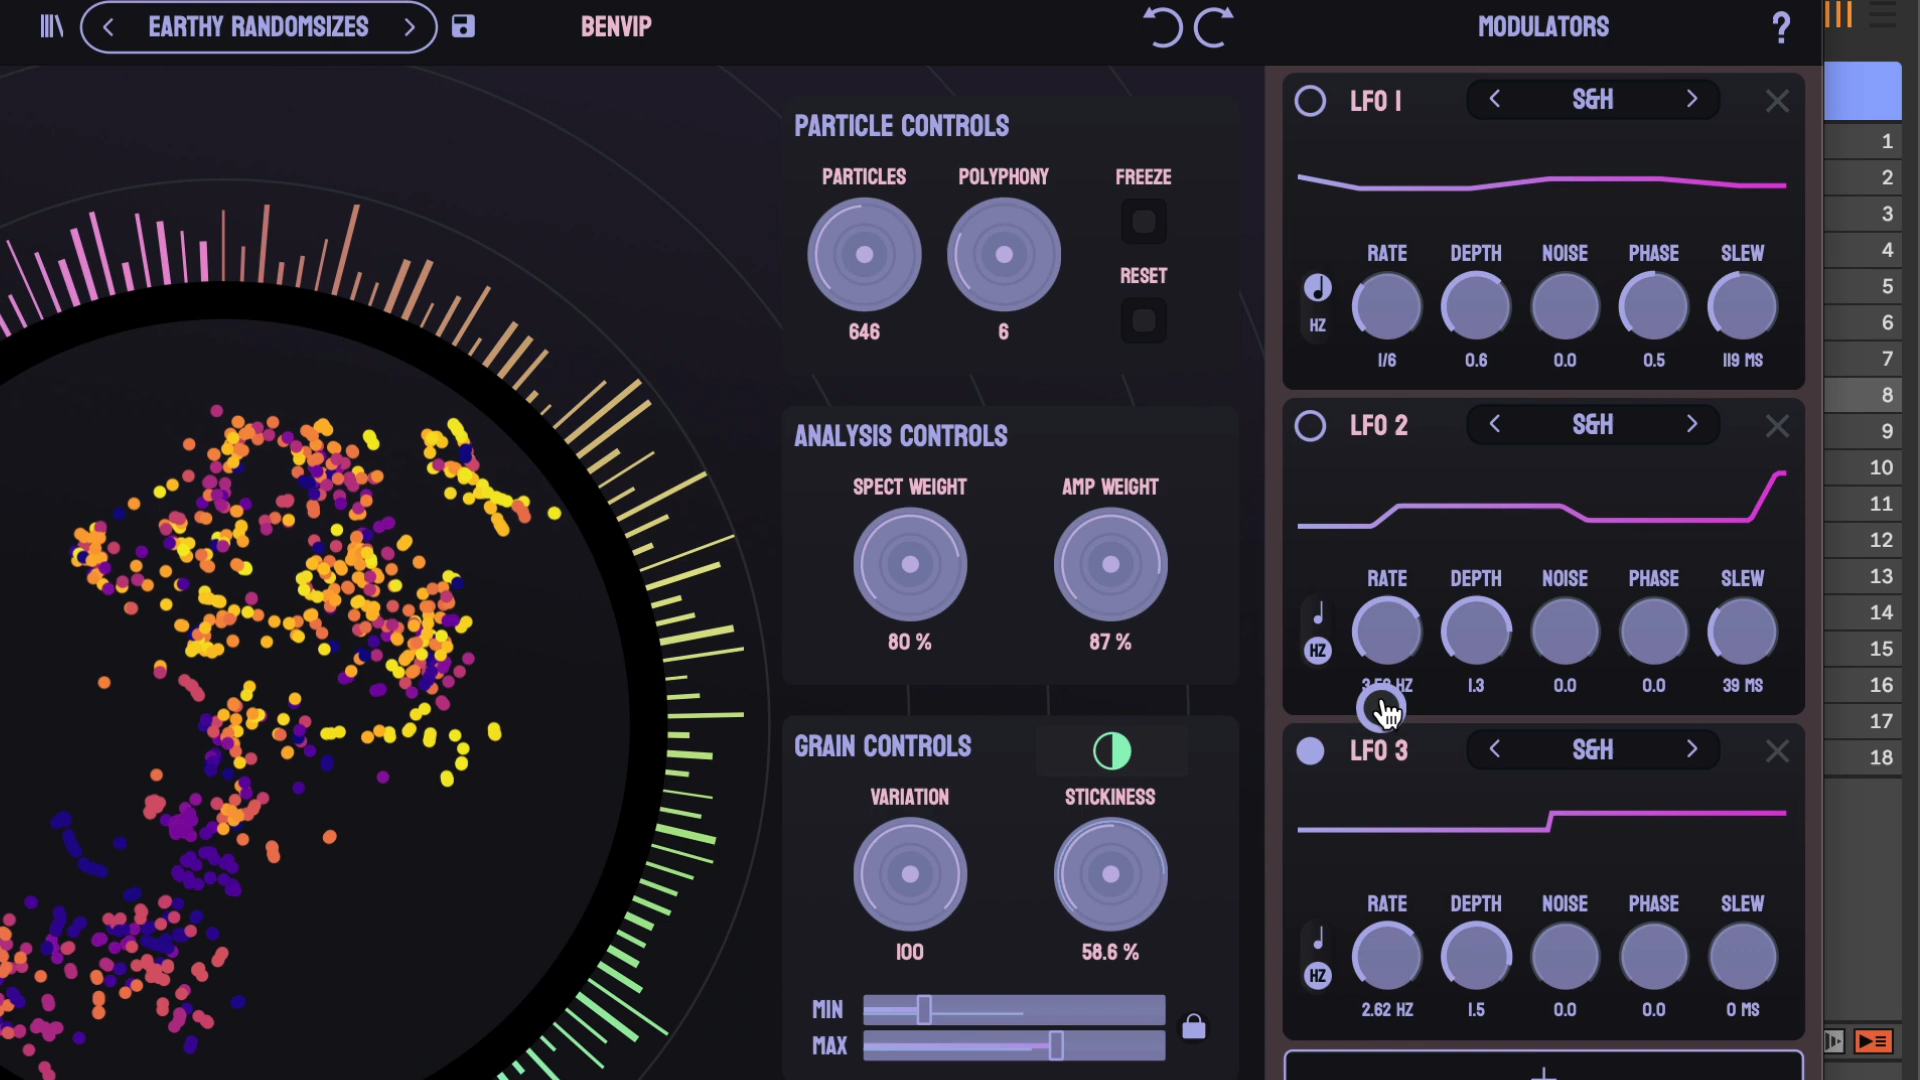 EARTHY RANDOMSIZES
BENVIP
MODULATORS
?
PARTICLE CONTROLS
PARTICLES POLYPHONY FREEZE
RESET
646 6
ANALYSIS CONTROLS
SPECT WEIGHT AMP WEIGHT
80 % 87 %
GRAIN CONTROLS
VARIATION STICKINESS
100 58.6 %
MIN
MAX
LFO 1 S&H
RATE DEPTH NOISE PHASE SLEW
HZ
1/6 0.6 0.0 0.5 119 MS
LFO 2 S&H
RATE DEPTH NOISE PHASE SLEW
HZ
HZ 1.3 0.0 0.0 39 MS
LFO 3 S&H
RATE DEPTH NOISE PHASE SLEW
HZ
2.62 HZ 1.5 0.0 0.0 0 MS
1
2
3
4
5
6
7
8
9
10
11
12
13
14
15
16
17
18